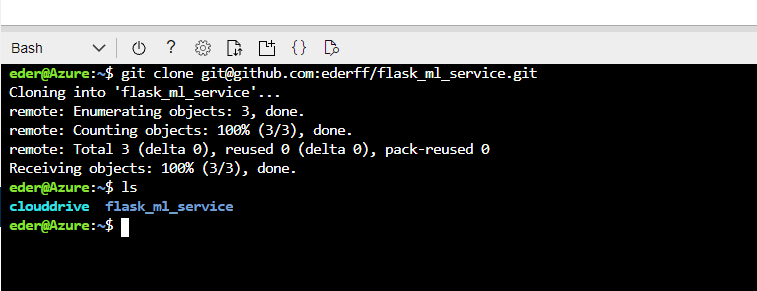 Bash
eder@Azure:~$ git clone git@github.com:ederff/flask_ml_service.git
Cloning into 'flask_ml_service'...
remote: Enumerating objects: 3, done.
remote: Counting objects: 100% (3/3), done.
remote: Total 3 (delta 0), reused 0 (delta 0), pack-reused 0
Receiving objects: 100% (3/3), done.
eder@Azure:~$ ls
clouddrive  flask_ml_service
eder@Azure:~$